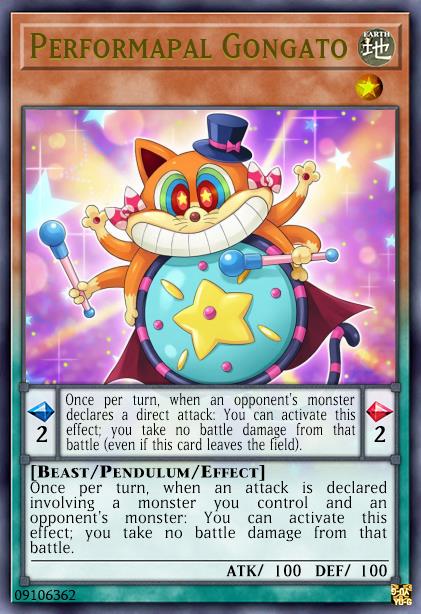 PERFORMAPAL GONGATO
EARTH
地
Once per turn, when an opponent's monster
declares a direct attack: You can activate this
effect; you take no battle damage from that
battle (even if this card leaves the field).
2
2
[BEAST/PENDULUM/EFFECT]
Once per turn, when an attack is declared
involving a monster you control and an
opponent's monster: You can activate this
effect; you take no battle damage from that
battle.
ATK/ 100 DEF/ 100
09106362